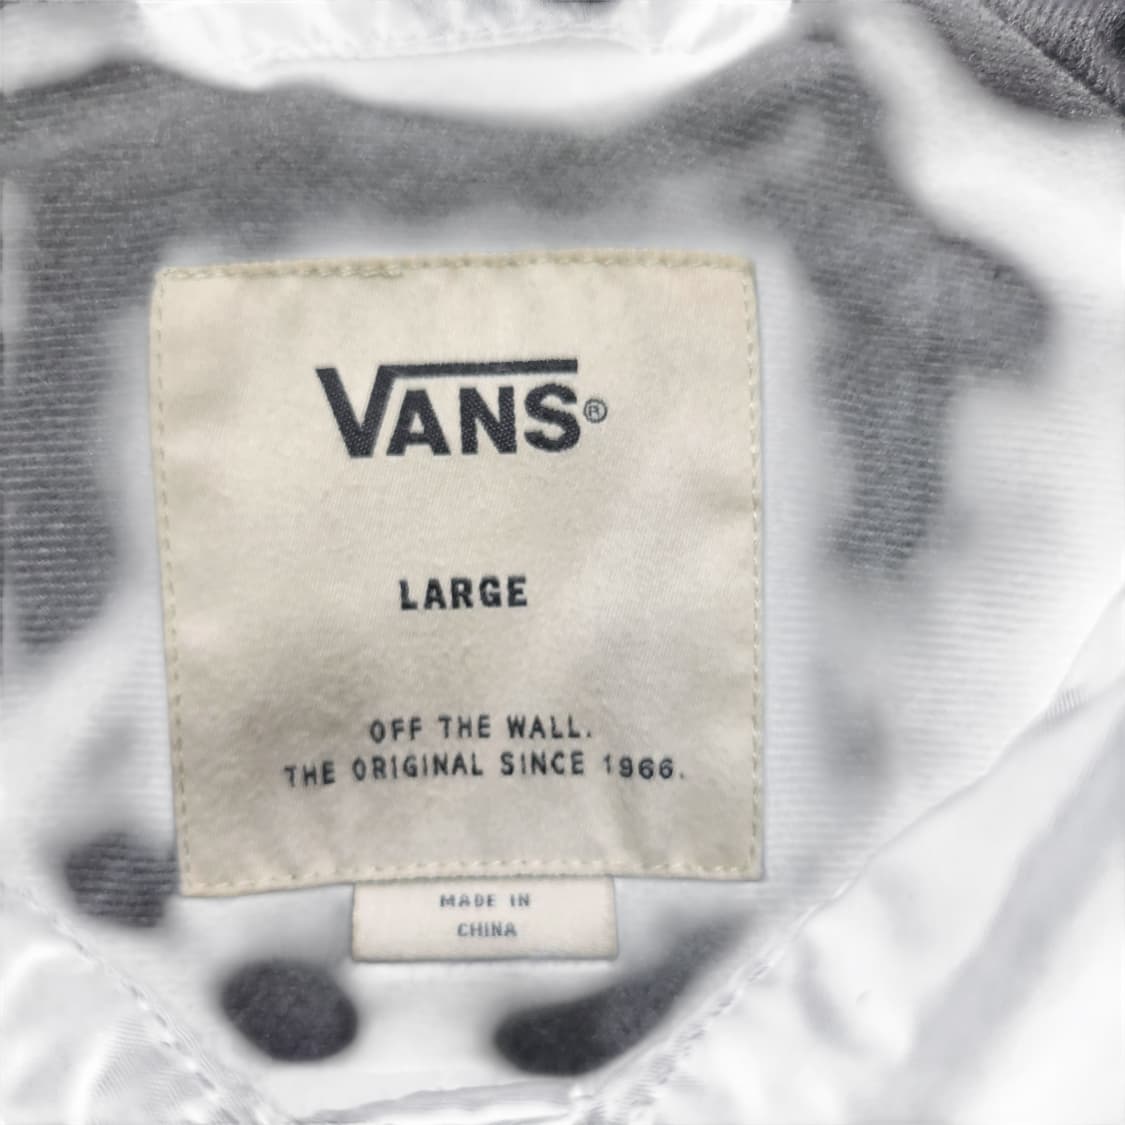 VANS®
LARGE
OFF THE WALL.
THE ORIGINAL SINCE 1966.
MADE IN
CHINA